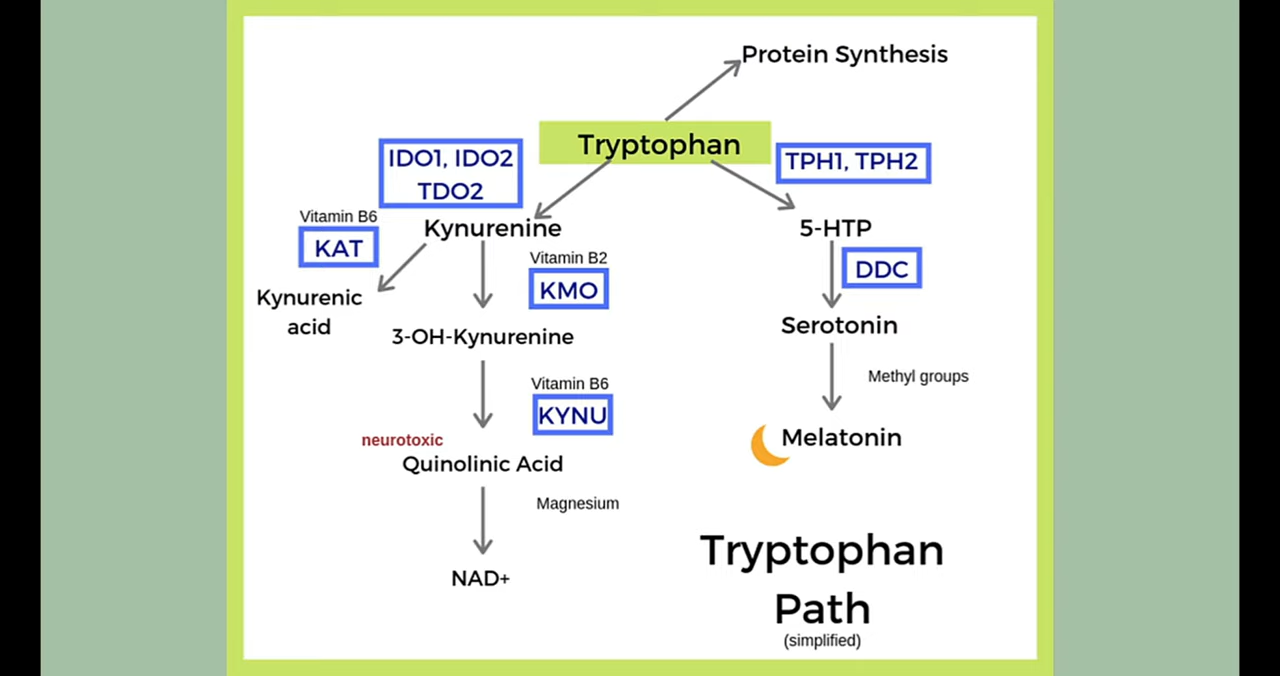 Protein Synthesis
Tryptophan
IDO1, IDO2
TDO2
TPH1, TPH2
Vitamin B6
KAT
Kynurenine
5-HTP
Vitamin B2
KMO
DDC
Kynurenic
acid
3-OH-Kynurenine
Serotonin
Vitamin B6
KYNU
Methyl groups
neurotoxic
Quinolinic Acid
Melatonin
Magnesium
NAD+
Tryptophan
Path
(simplified)